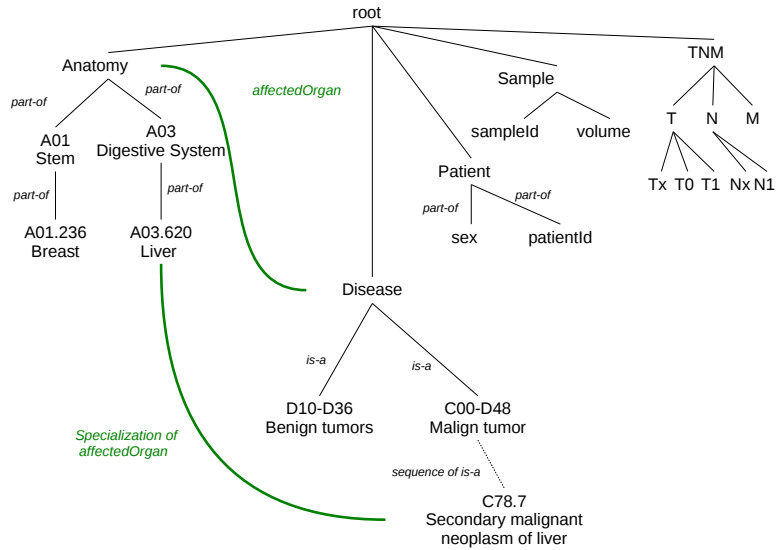 root
Anatomy
affectedOrgan
Sample
TNM
part-of
part-of
A01
Stem
A03
Digestive System
sampleId
volume
T
N
M
Patient
part-of
part-of
part-of
part-of
Tx
T0
T1
Nx
N1
A01.236
Breast
A03.620
Liver
sex
patientId
Disease
is-a
is-a
D10-D36
Benign tumors
C00-D48
Malign tumor
Specialization of
affectedOrgan
sequence of is-a
C78.7
Secondary malignant
neoplasm of liver